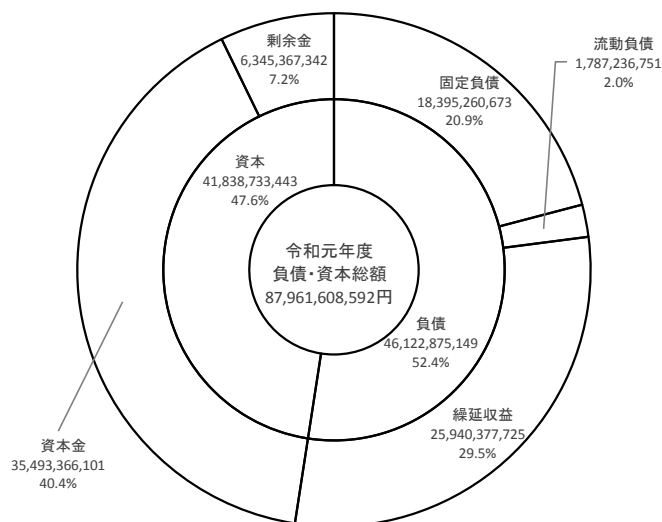 剰余金
6,345,367,342
7.2%
流動負債
1,787,236,751
2.0%
固定負債
18,395,260,673
20.9%
資本
41,838,733,443
47.6%
令和元年度
負債・資本総額
87,961,608,592円
負債
46,122,875,149
52.4%
繰延収益
25,940,377,725
29.5%
資本金
35,493,366,101
40.4%